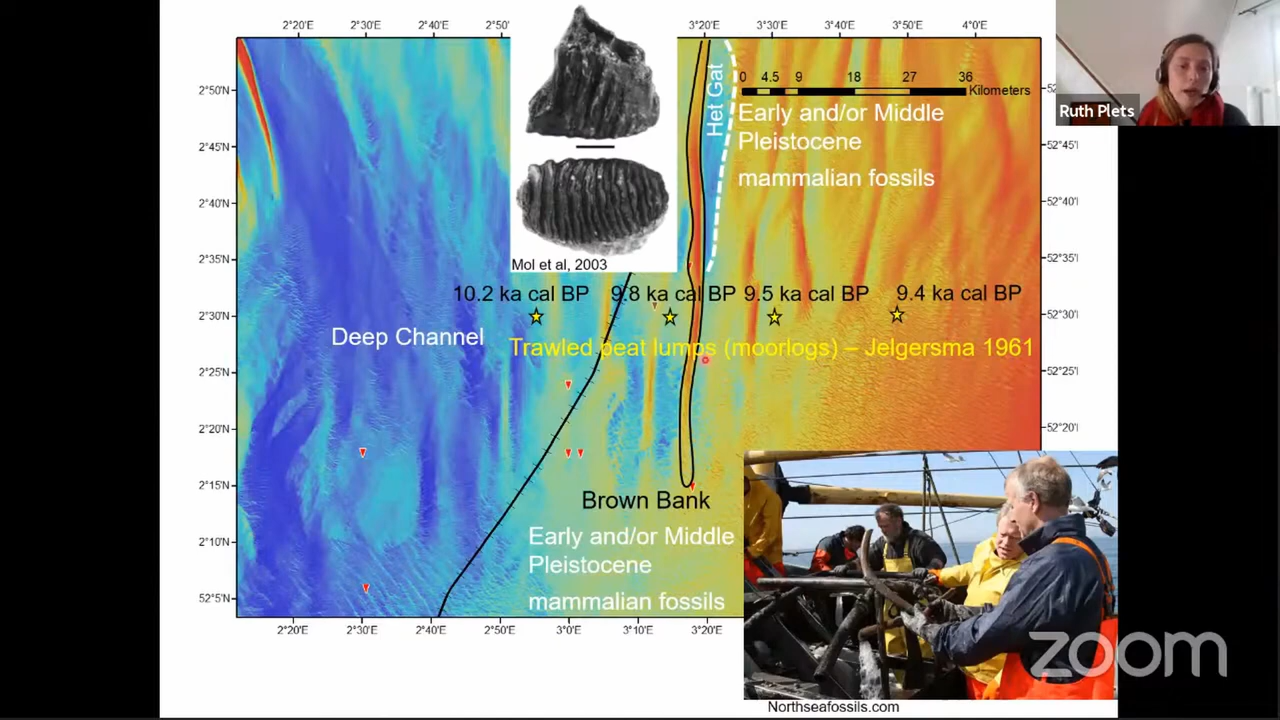 2°20'E 2°30'E 2°40'E 2°50' 3°20'E 3°30'E 3°40'E 3°50'E 4°0'E
0 4.5 9 18 27 36
Kilometers
Ruth Plets
Het Gat
Early and/or Middle
Pleistocene
mammalian fossils
2°50'N
2°45'N
2°40'N
2°35'N
2°30'N
2°25'N
2°20'N
2°15'N
2°10'N
52°5'N
52°45'I
52°40'I
52°35'I
52°30'I
52°25'I
52°20'I
Mol et al, 2003
10.2 ka cal BP 9.8 ka cal BP 9.5 ka cal BP 9.4 ka cal BP
Deep Channel
Trawled peat lumps (moorlogs) – Jelgersma 1961
Brown Bank
Early and/or Middle
Pleistocene
mammalian fossils
2°20'E 2°30'E 2°40'E 2°50'E 3°0'E 3°10'E 3°20'E
zoom
Northseafossils.com